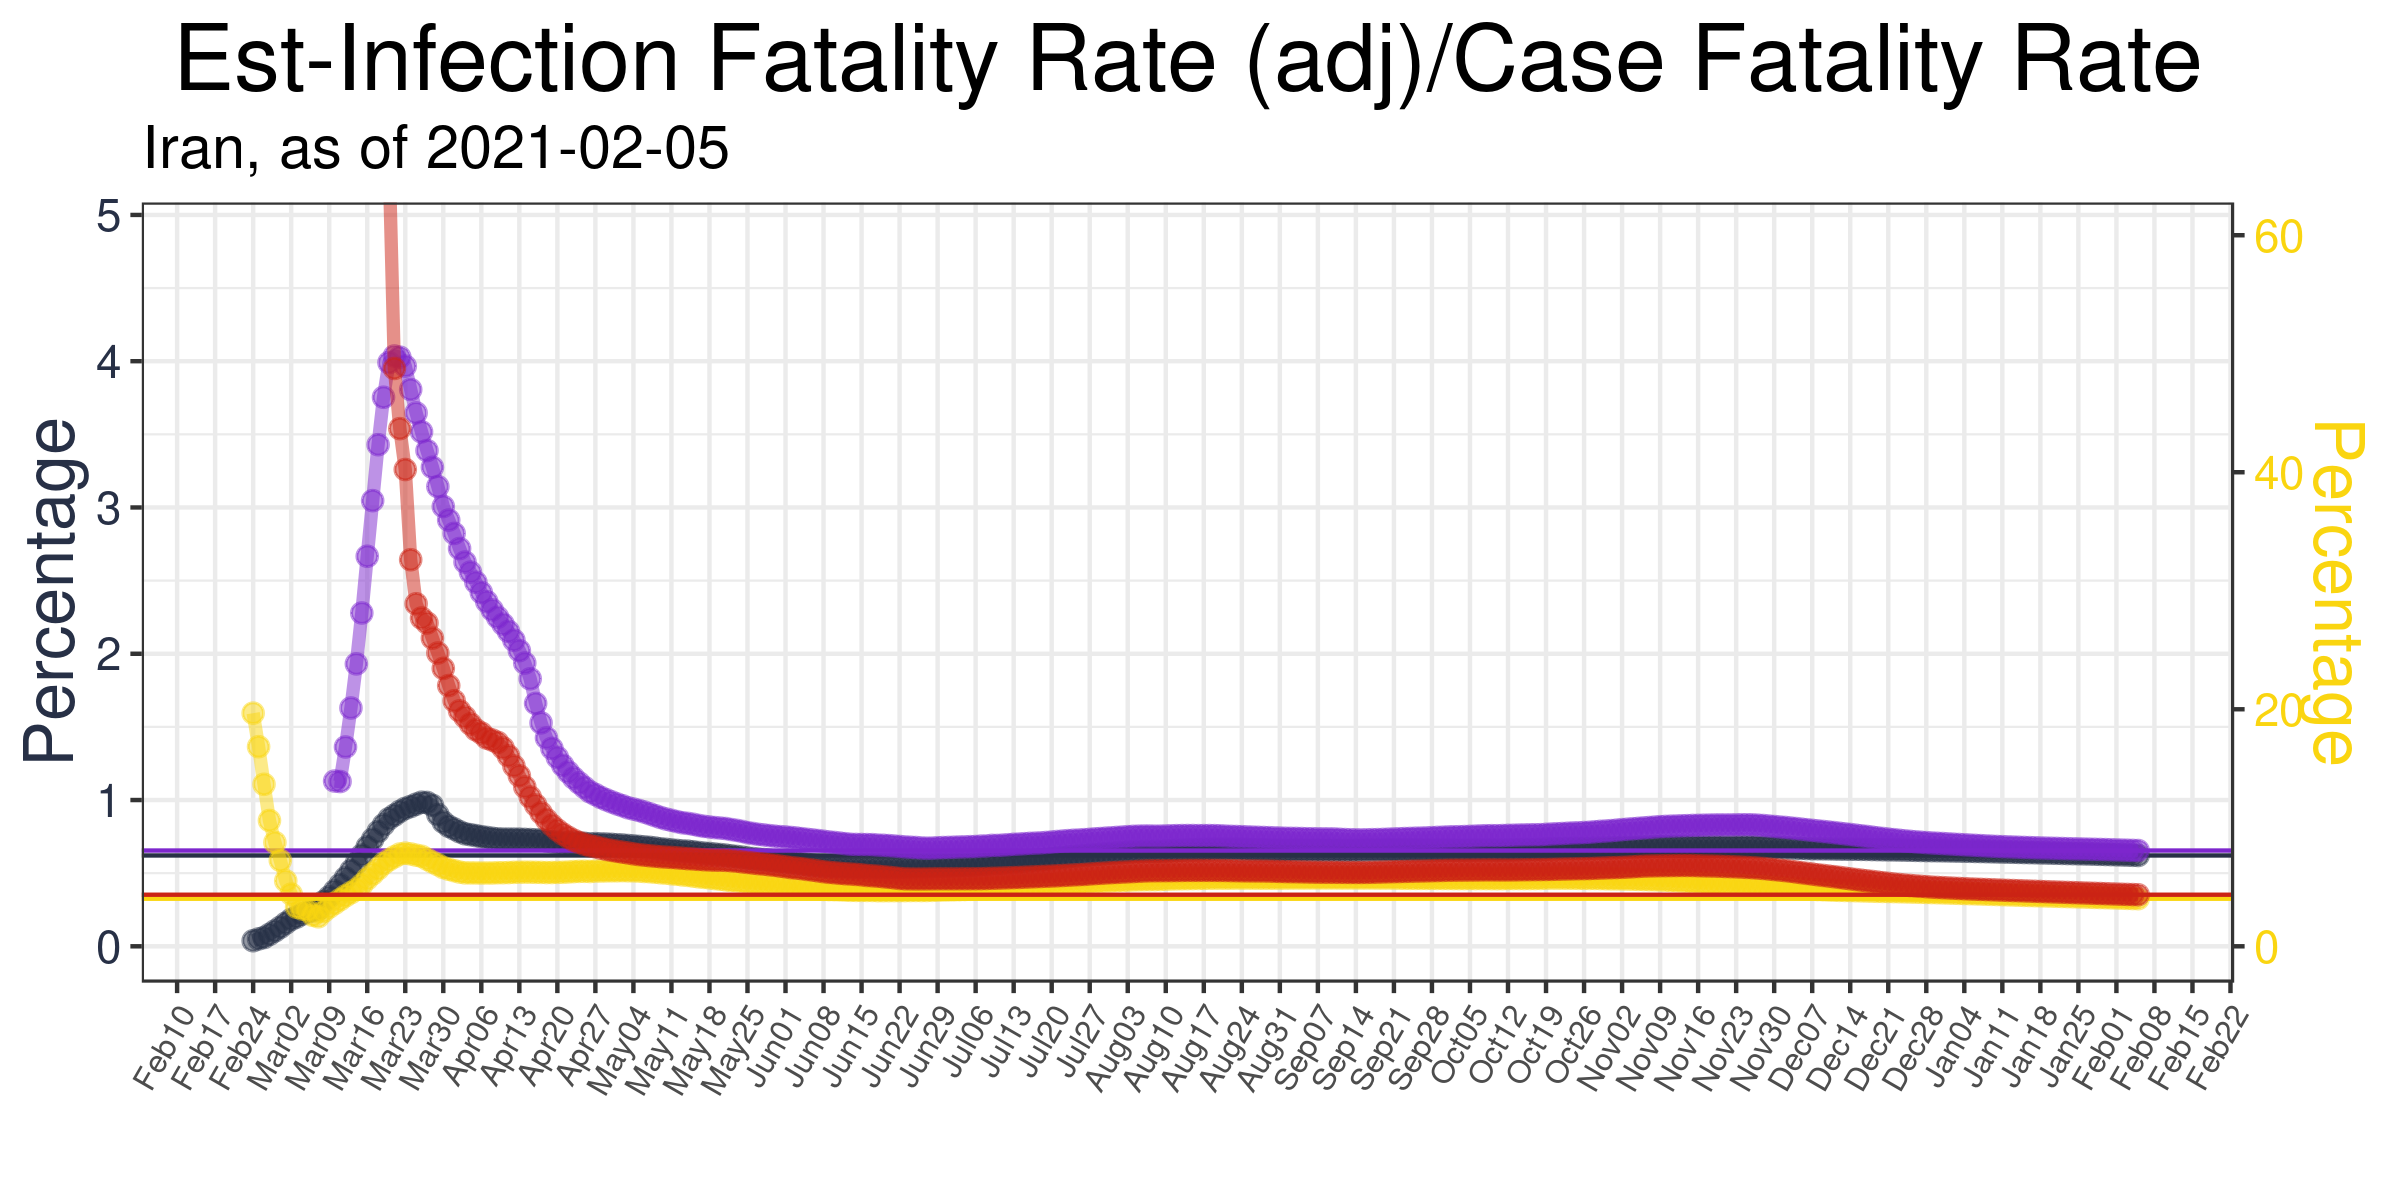 Est-Infection Fatality Rate (adj)/Case Fatality Rate
Iran, as of 2021-02-05
5
4
3
2
1
0
Percentage
60
40
20
0
Percentage
Feb10
Feb17
Feb24
Mar02
Mar09
Mar16
Mar23
Mar30
Apr06
Apr13
Apr20
Apr27
May04
May11
May18
May25
Jun01
Jun08
Jun15
Jun22
Jun29
Jul06
Jul13
Jul20
Jul27
Aug03
Aug10
Aug17
Aug24
Aug31
Sep07
Sep14
Sep21
Sep28
Oct05
Oct12
Oct19
Oct26
Nov02
Nov09
Nov16
Nov23
Nov30
Nov07
Dec14
Dec21
Dec28
Dec04
Jan11
Jan18
Jan25
Feb01
Feb08
Feb15
Feb22